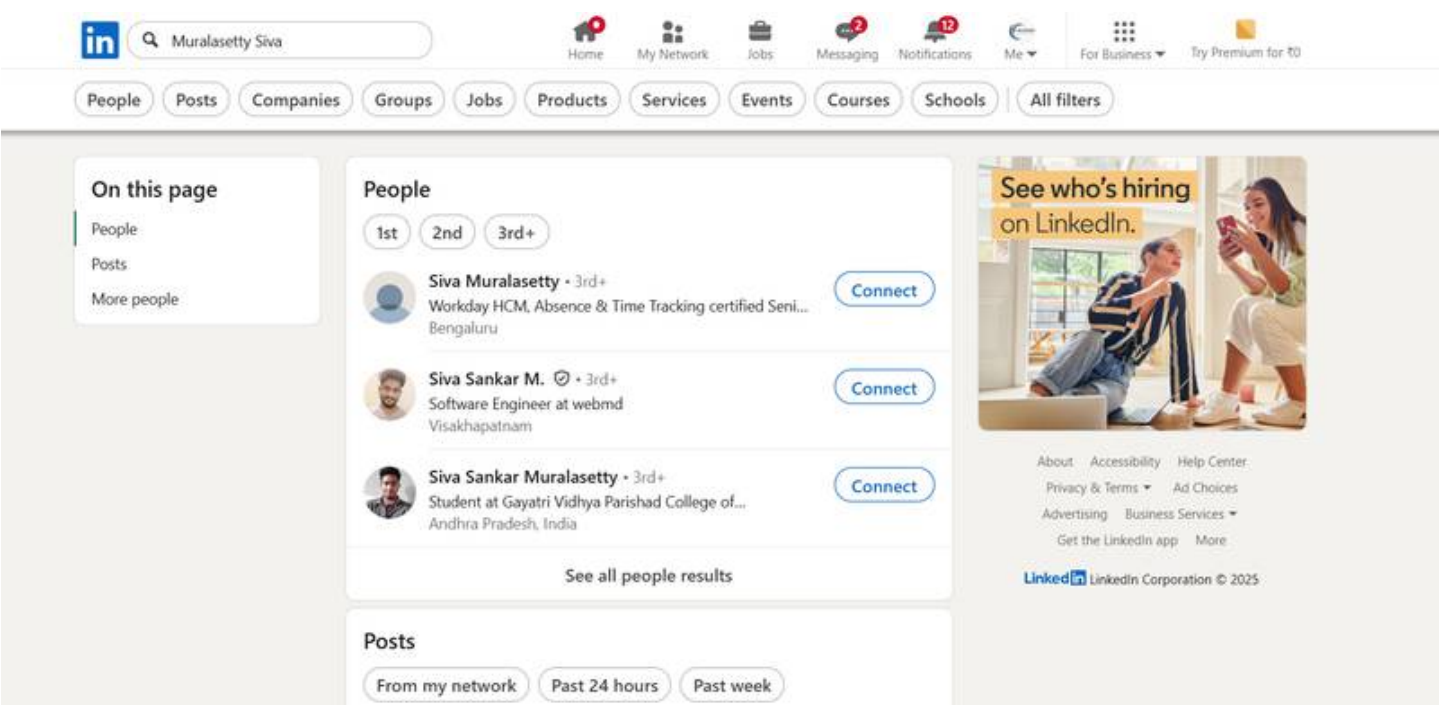 in Muralasetty Siva
Home My Network Jobs 2 Messaging 12 Notifications Me For Business Try Premium for ₹0
People Posts Companies Groups Jobs Products Services Events Courses Schools All filters
On this page
People
Posts
More people
People
1st 2nd 3rd+
Siva Muralasetty • 3rd+
Workday HCM, Absence & Time Tracking certified Seni...
Bengaluru
Connect
Siva Sankar M. • 3rd+
Software Engineer at webmd
Visakhapatnam
Connect
Siva Sankar Muralasetty • 3rd+
Student at Gayatri Vidhya Parishad College of...
Andhra Pradesh, India
Connect
See all people results
Posts
From my network Past 24 hours Past week
See who's hiring
on LinkedIn.
About Accessibility Help Center
Privacy & Terms Ad Choices
Advertising Business Services
Get the LinkedIn app More
LinkedIn LinkedIn Corporation © 2025